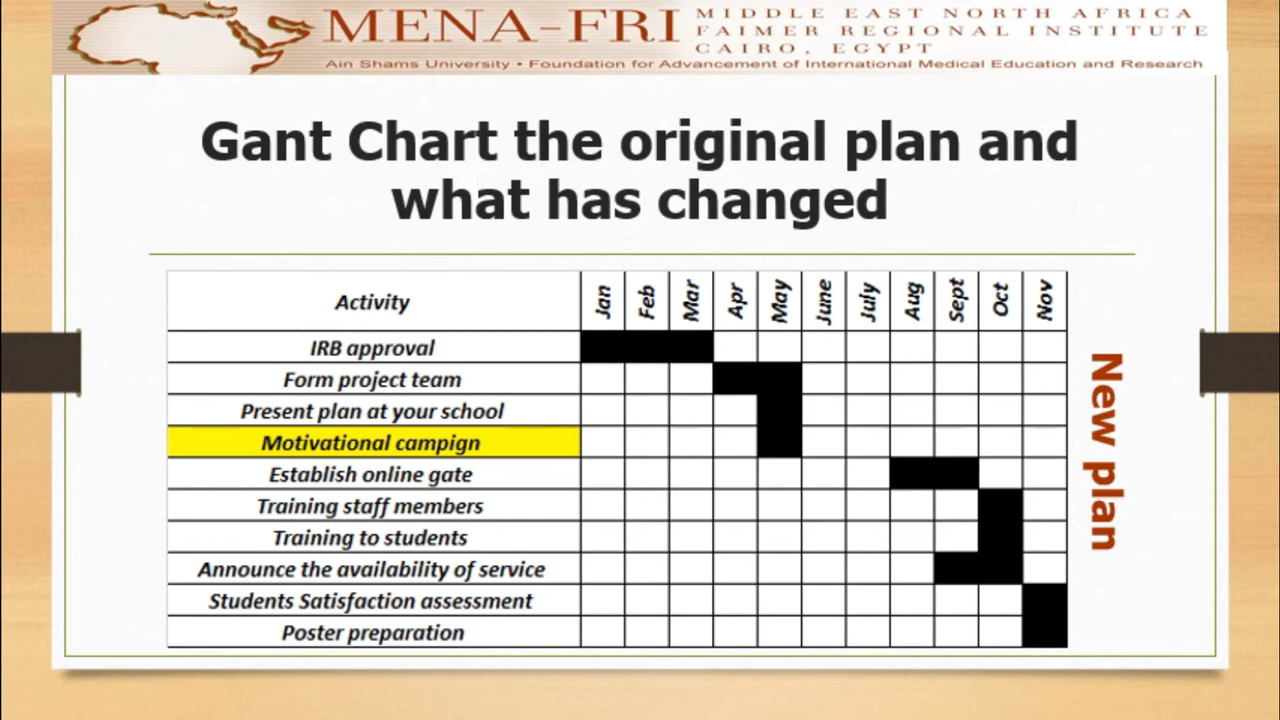 MENA-FRI
MIDDLE EAST NORTH AFRICA
FAIMER REGIONAL INSTITUTE
CAIRO, EGYPT
Ain Shams University • Foundation for Advancement of International Medical Education and Research
Gant Chart the original plan and
what has changed
Activity Jan Feb Mar Apr May June July Aug Sept Oct Nov
IRB approval
Form project team
Present plan at your school
Motivational campign
Establish online gate
Training staff members
Training to students
Announce the availability of service
Students Satisfaction assessment
Poster preparation
New plan